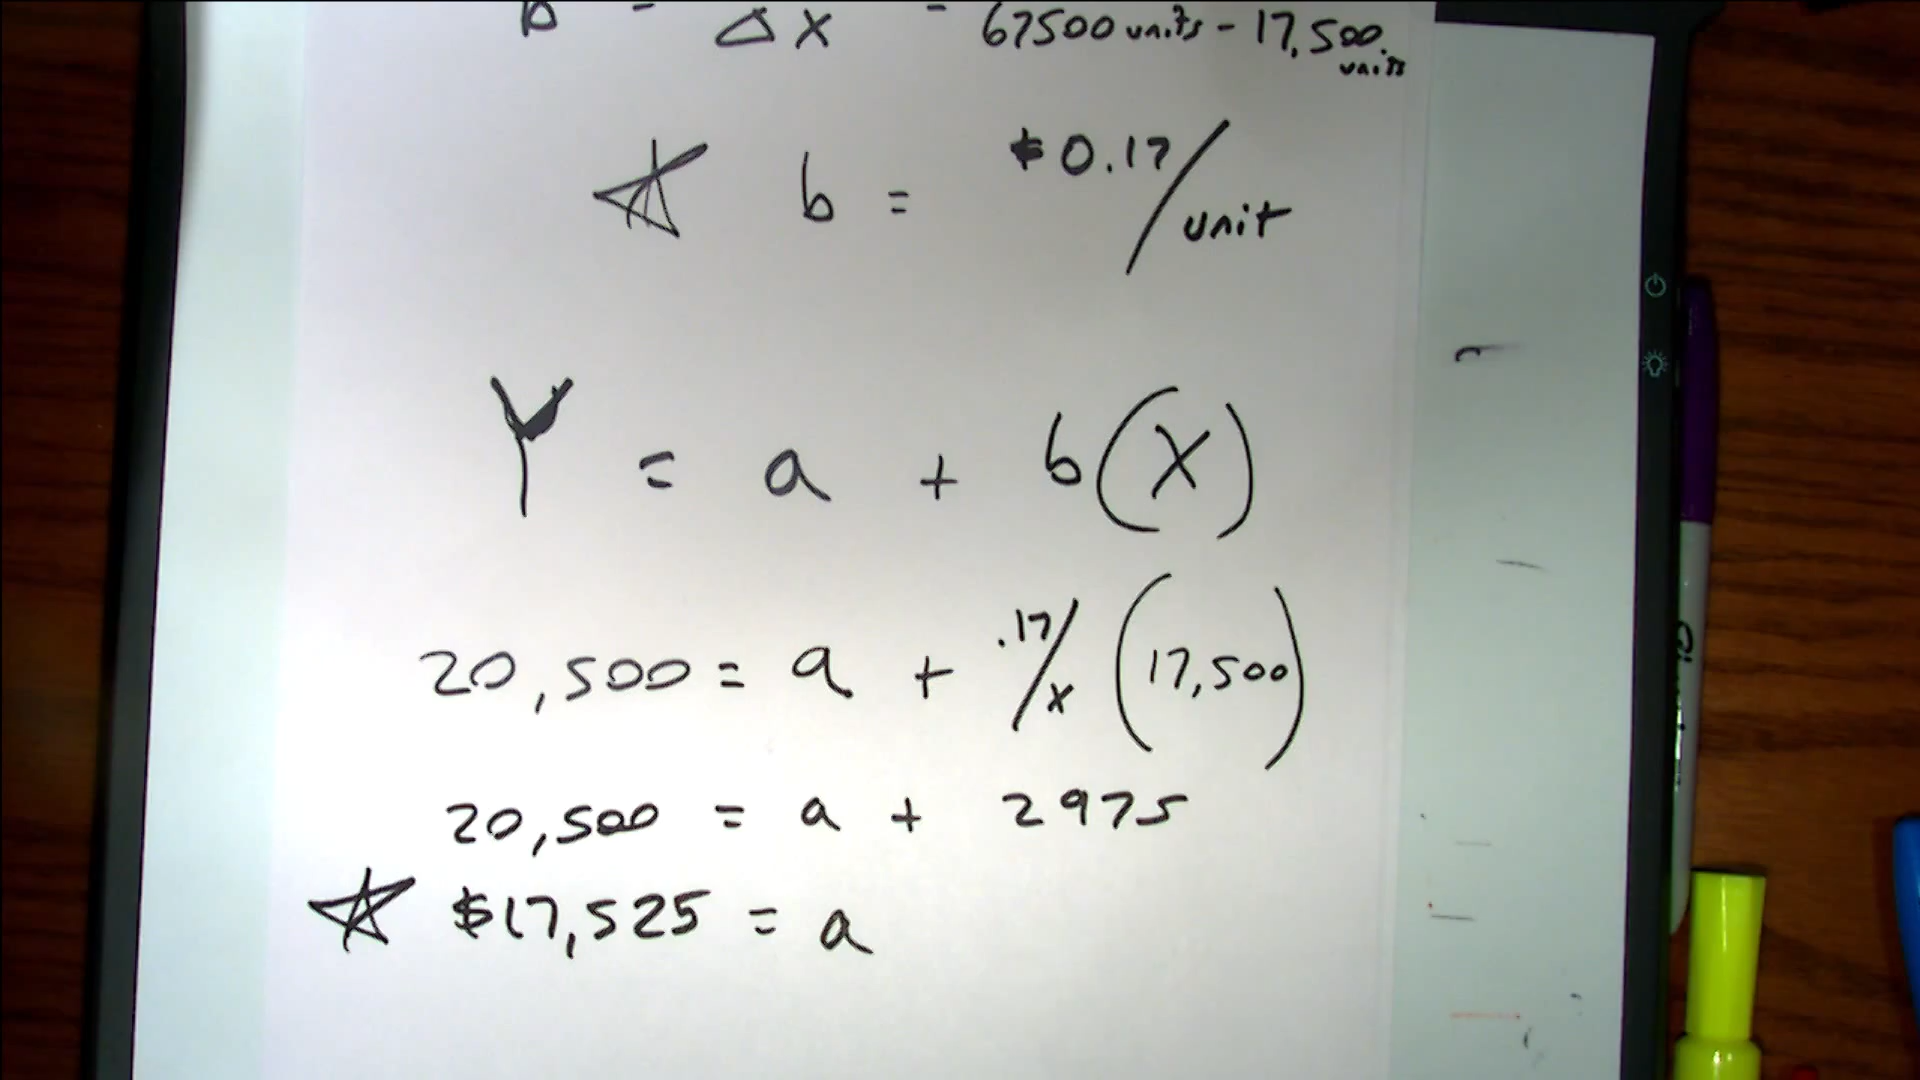 b = Δx = 67500 units - 17,500 units
b = $0.17/unit
Y = a + b(X)
20,500 = a + .17/x (17,500)
20,500 = a + 2975
$17,525 = a